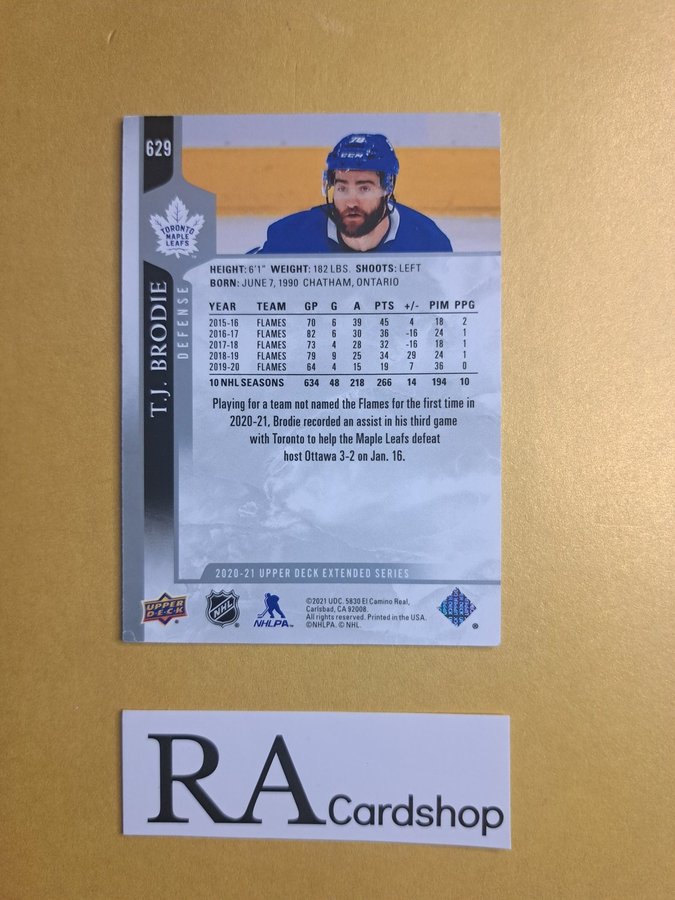 629
78
CCM
TORONTO
MAPLE
LEAFS
T.J. BRODIE
DEFENSE
HEIGHT: 6'1" WEIGHT: 182 LBS. SHOOTS: LEFT
BORN: JUNE 7, 1990 CHATHAM, ONTARIO
YEAR TEAM GP G A PTS +/- PIM PPG
2015-16 FLAMES 70 6 39 45 4 18 2
2016-17 FLAMES 82 6 30 36 -16 24 1
2017-18 FLAMES 73 4 28 32 -16 18 1
2018-19 FLAMES 79 9 25 34 29 24 1
2019-20 FLAMES 64 4 15 19 7 36 0
10 NHL SEASONS 634 48 218 266 14 194 10
Playing for a team not named the Flames for the first time in
2020-21, Brodie recorded an assist in his third game
with Toronto to help the Maple Leafs defeat
host Ottawa 3-2 on Jan. 16.
2020-21 UPPER DECK EXTENDED SERIES
UPPER
DECK
NHL
NHLPA
©2021 UDC. 5830 El Camino Real,
Carlsbad, CA 92008.
All rights reserved. Printed in the USA.
©NHLPA. © NHL.
RA Cardshop